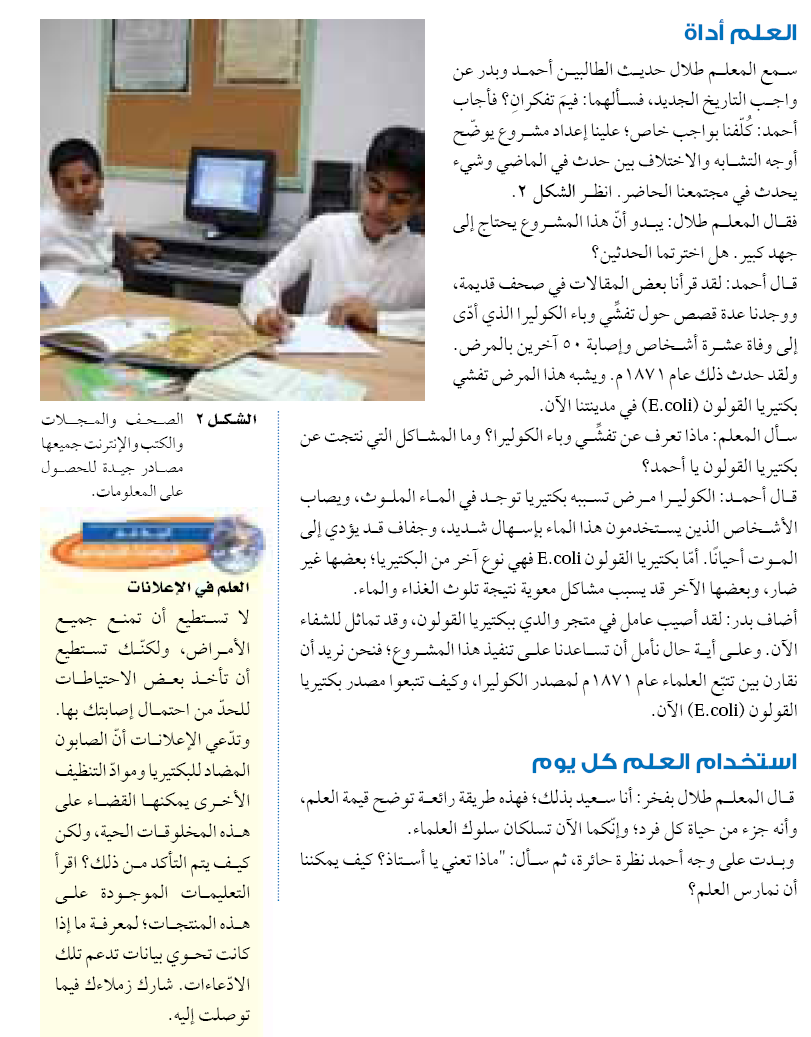 العلم أداة
سمع المعلم طلال حديث الطالبين أحمد وبدر عن
واجب التاريخ الجديد، فسألهما: فيمَ تفكرانِ؟ فأجاب
أحمد: كُلّفنا بواجب خاص؛ علينا إعداد مشروع يوضّح
أوجه التشابه والاختلاف بين حدث في الماضي وشيء
يحدث في مجتمعنا الحاضر. انظر الشكل ٢.
فقال المعلم طلال: يبدو أنّ هذا المشروع يحتاج إلى
جهد كبير. هل اخترتما الحدثين؟
قال أحمد: لقد قرأنا بعض المقالات في صحف قديمة،
ووجدنا عدة قصص حول تفشِّي وباء الكوليرا الذي أدّى
إلى وفاة عشرة أشخاص وإصابة ٥٠ آخرين بالمرض.
ولقد حدث ذلك عام ١٨٧١م. ويشبه هذا المرض تفشي
بكتيريا القولون (E.coli) في مدينتنا الآن.
سأل المعلم: ماذا تعرف عن تفشِّي وباء الكوليرا؟ وما المشاكل التي نتجت عن
بكتيريا القولون يا أحمد؟
قال أحمد: الكوليرا مرض تسببه بكتيريا توجد في الماء الملوث، ويصاب
الأشخاص الذين يستخدمون هذا الماء بإسهال شديد، وجفاف قد يؤدي إلى
الموت أحيانًا. أمّا بكتيريا القولون E.coli فهي نوع آخر من البكتيريا؛ بعضها غير
ضار، وبعضها الآخر قد يسبب مشاكل معوية نتيجة تلوث الغذاء والماء.
أضاف بدر: لقد أصيب عامل في متجر والدي ببكتيريا القولون، وقد تماثل للشفاء
الآن. وعلى أية حال نأمل أن تساعدنا على تنفيذ هذا المشروع؛ فنحن نريد أن
نقارن بين تتبّع العلماء عام ١٨٧١م لمصدر الكوليرا، وكيف تتبعوا مصدر بكتيريا
القولون (E.coli) الآن.
استخدام العلم كل يوم
قال المعلم طلال بفخر: أنا سعيد بذلك؛ فهذه طريقة رائعة توضح قيمة العلم،
وأنه جزء من حياة كل فرد؛ وإنّكما الآن تسلكان سلوك العلماء.
وبدت على وجه أحمد نظرة حائرة، ثم سأل: "ماذا تعني يا أستاذ؟ كيف يمكننا
أن نمارس العلم؟
الشكل ٢ الصحف والمجلات
والكتب والإنترنت جميعها
مصادر جيدة للحصول
على المعلومات.
العلم في الإعلانات
لا تستطيع أن تمنع جميع
الأمراض، ولكنّك تستطيع
أن تأخذ بعض الاحتياطات
للحدّ من احتمال إصابتك بها.
وتدّعي الإعلانات أنّ الصابون
المضاد للبكتيريا وموادّ التنظيف
الأخرى يمكنها القضاء على
هذه المخلوقات الحية، ولكن
كيف يتم التأكد من ذلك؟ اقرأ
التعليمات الموجودة على
هذه المنتجات؛ لمعرفة ما إذا
كانت تحوي بيانات تدعم تلك
الادّعاءات. شارك زملاءك فيما
توصلت إليه.